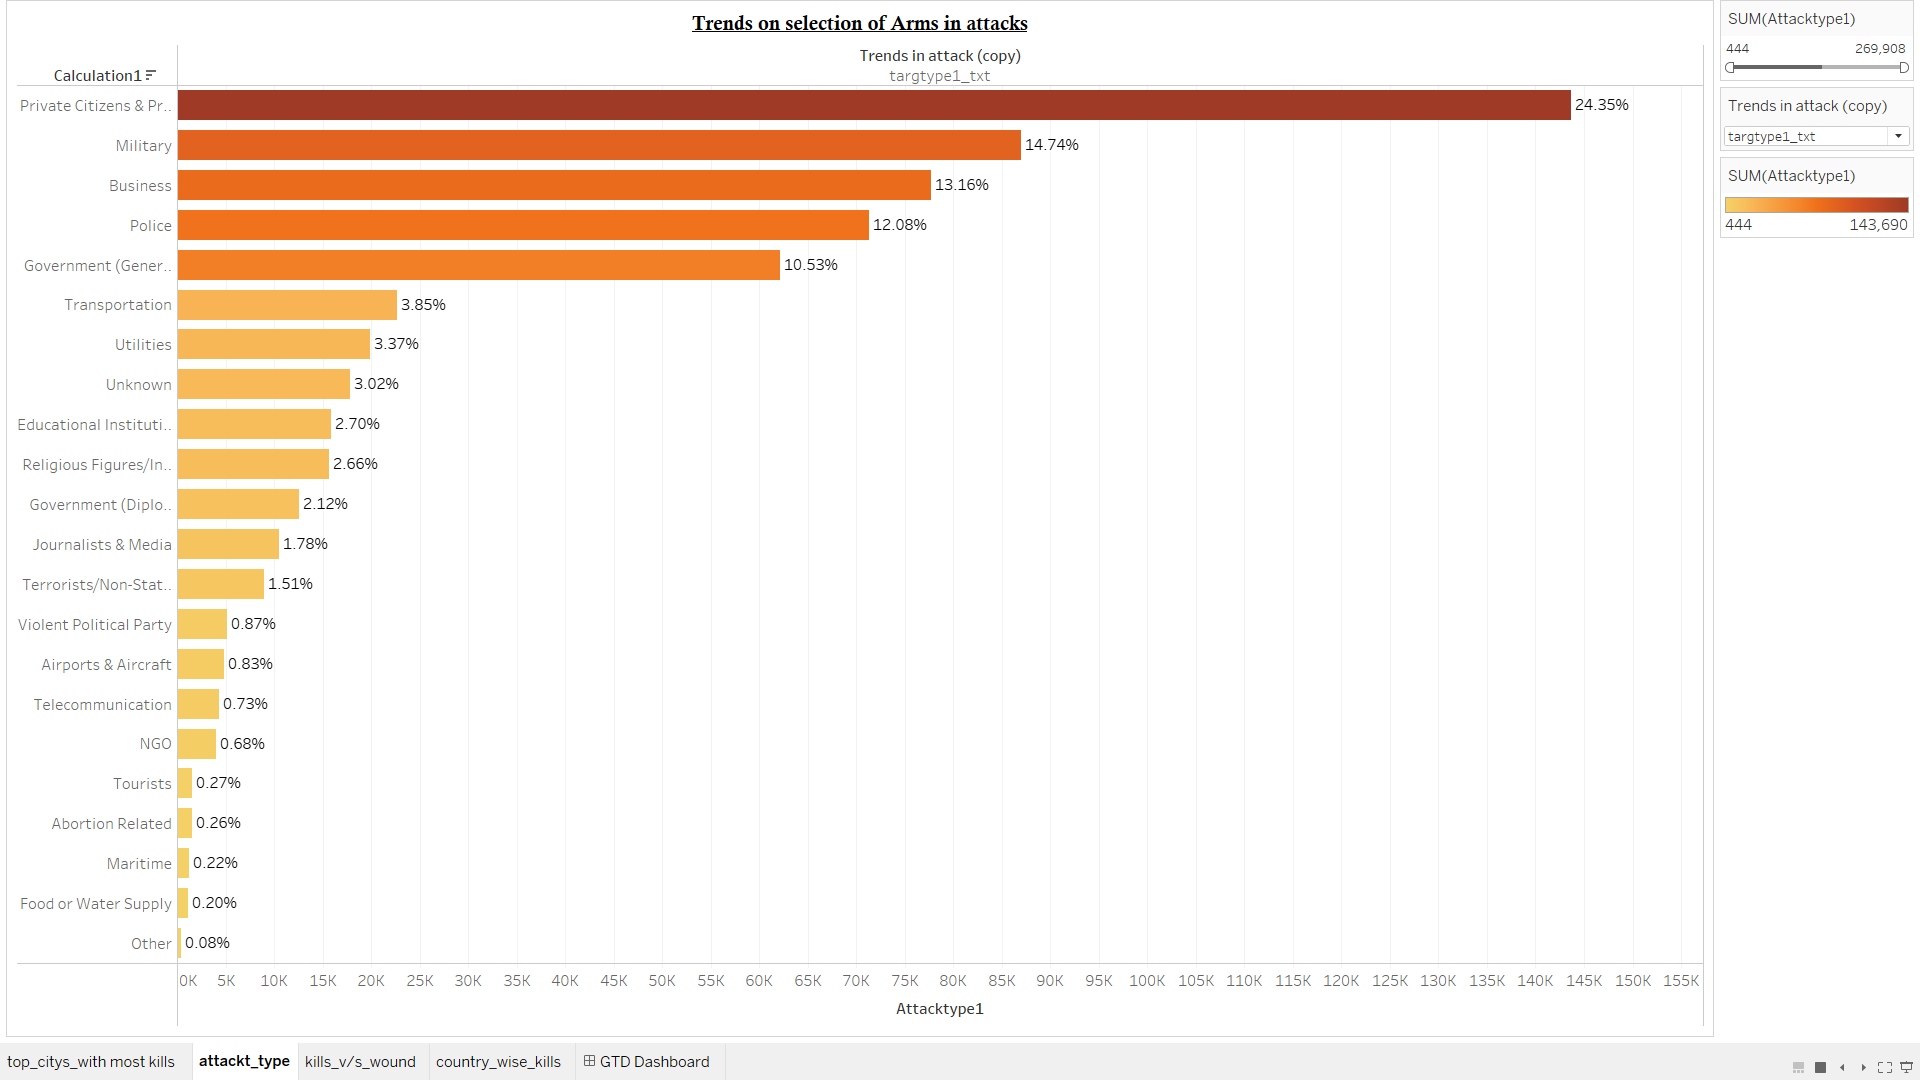 Trends on selection of Arms in attacks
Trends in attack (copy)
Calculation1
targtype1_txt
Private Citizens & Pr.. 24.35%
Military 14.74%
Business 13.16%
Police 12.08%
Government (Gener.. 10.53%
Transportation 3.85%
Utilities 3.37%
Unknown 3.02%
Educational Instituti.. 2.70%
Religious Figures/In.. 2.66%
Government (Diplo.. 2.12%
Journalists & Media 1.78%
Terrorists/Non-Stat.. 1.51%
Violent Political Party 0.87%
Airports & Aircraft 0.83%
Telecommunication 0.73%
NGO 0.68%
Tourists 0.27%
Abortion Related 0.26%
Maritime 0.22%
Food or Water Supply 0.20%
Other 0.08%
0K 5K 10K 15K 20K 25K 30K 35K 40K 45K 50K 55K 60K 65K 70K 75K 80K 85K 90K 95K 100K 105K 110K 115K 120K 125K 130K 135K 140K 145K 150K 155K
Attacktype1
SUM(Attacktype1)
444 269,908
Trends in attack (copy)
targtype1_txt
SUM(Attacktype1)
444 143,690
top_citys_with most kills attackt_type kills_v/s_wound country_wise_kills GTD Dashboard